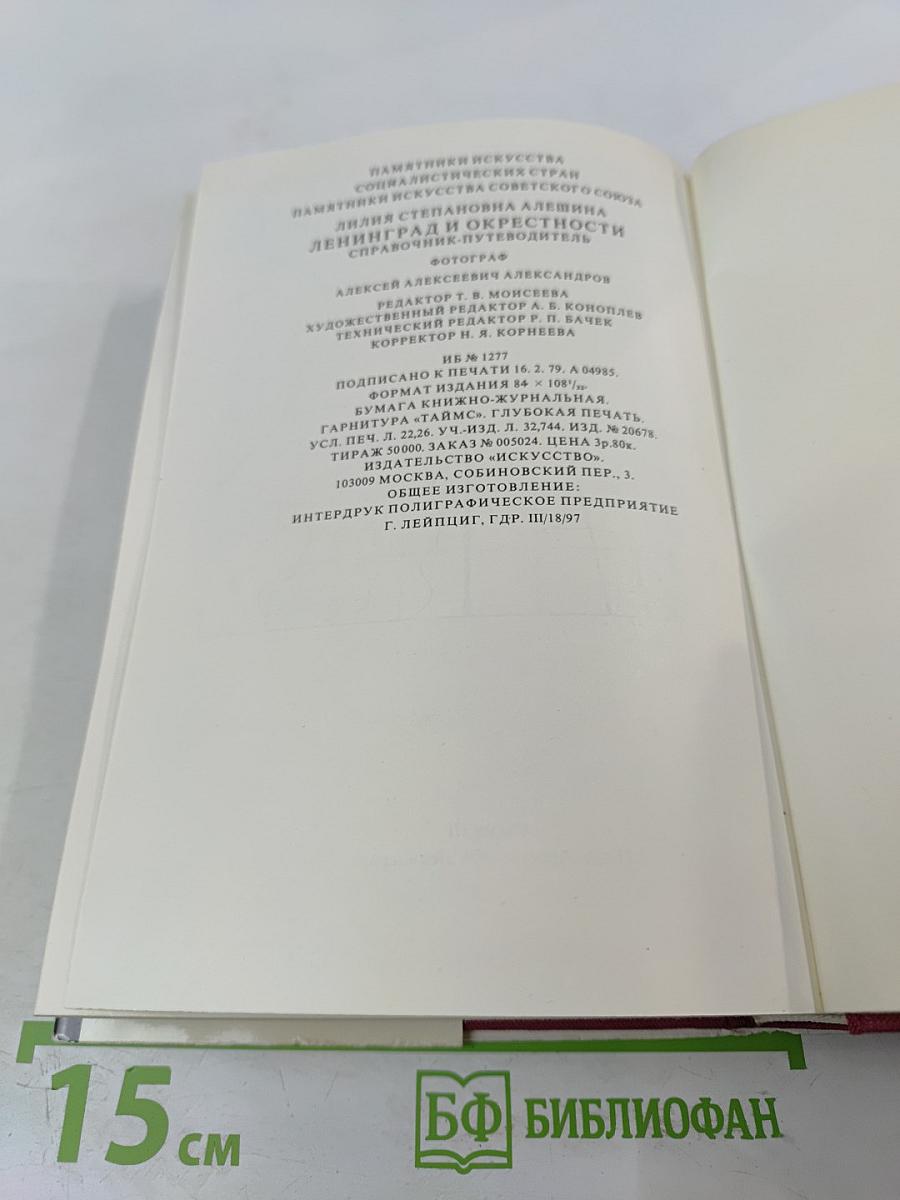 ПАМЯТНИКИ ИСКУССТВА
СОЦИАЛИСТИЧЕСКИХ СТРАН
ПАМЯТНИКИ ИСКУССТВА СОВЕТСКОГО СОЮЗА
ЛИЛИЯ СТЕПАНОВНА АЛЕШИНА
ЛЕНИНГРАД И ОКРЕСТНОСТИ
СПРАВОЧНИК-ПУТЕВОДИТЕЛЬ
ФОТОГРАФ
АЛЕКСЕЙ АЛЕКСЕЕВИЧ АЛЕКСАНДРОВ
РЕДАКТОР Т. В. МОИСЕЕВА
ХУДОЖЕСТВЕННЫЙ РЕДАКТОР А. Б. КОНОПЛЕВ
ТЕХНИЧЕСКИЙ РЕДАКТОР Р. П. БАЧЕК
КОРРЕКТОР Н. Я. КОРНЕЕВА
ИБ № 1277
ПОДПИСАНО К ПЕЧАТИ 16. 2. 79. А 04985.
ФОРМАТ ИЗДАНИЯ 84 × 108¹/₃₂.
БУМАГА КНИЖНО-ЖУРНАЛЬНАЯ.
ГАРНИТУРА «ТАЙМС». ГЛУБОКАЯ ПЕЧАТЬ.
УСЛ. ПЕЧ. Л. 22,26. УЧ.-ИЗД. Л. 32,744. ИЗД. № 20678.
ТИРАЖ 50000. ЗАКАЗ № 005024. ЦЕНА 3р.80к.
ИЗДАТЕЛЬСТВО «ИСКУССТВО».
103009 МОСКВА, СОБИНОВСКИЙ ПЕР., 3.
ОБЩЕЕ ИЗГОТОВЛЕНИЕ:
ИНТЕРДРУК ПОЛИГРАФИЧЕСКОЕ ПРЕДПРИЯТИЕ
Г. ЛЕЙПЦИГ, ГДР. III/18/97
15 см
БФ БИБЛИОФАН